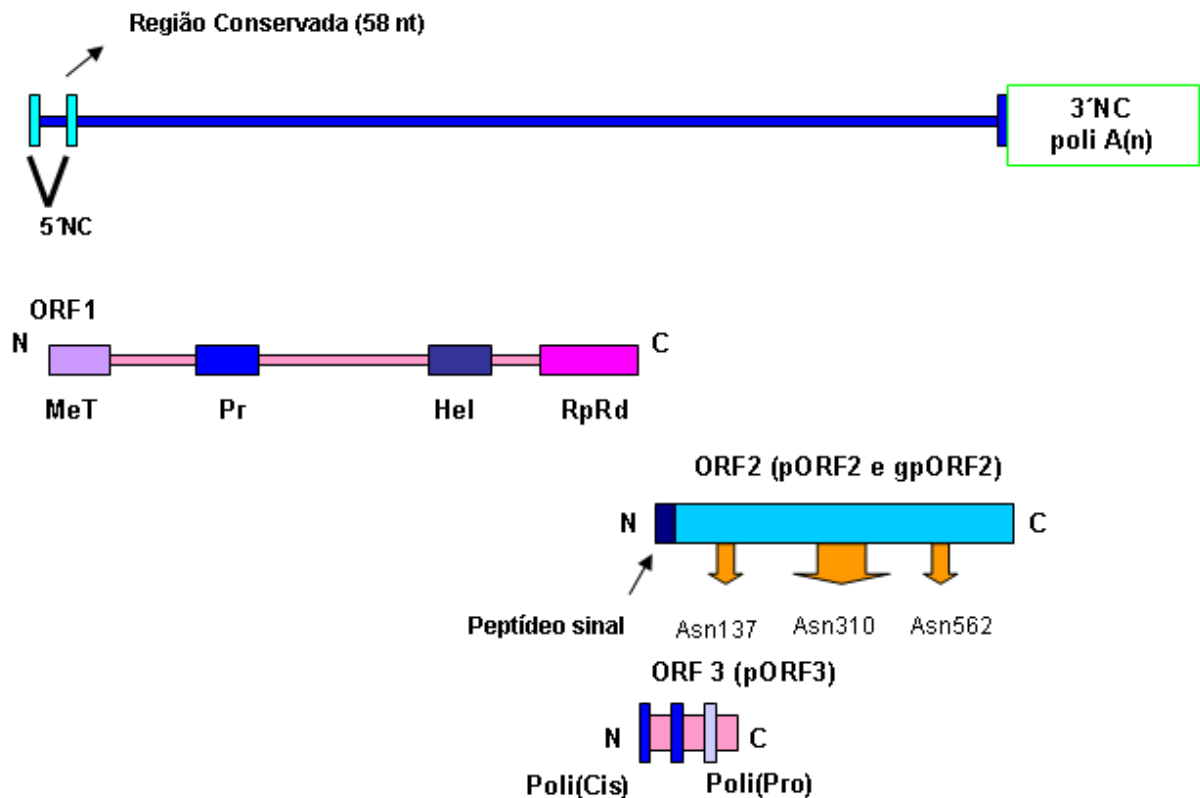 Região Conservada (58 nt)
3´NC
poli A(n)
5´NC
ORF1
N
C
MeT
Pr
Hel
RpRd
ORF2 (pORF2 e gpORF2)
N
C
Peptídeo sinal
Asn137
Asn310
Asn562
ORF 3 (pORF3)
N
C
Poli(Cis)
Poli(Pro)